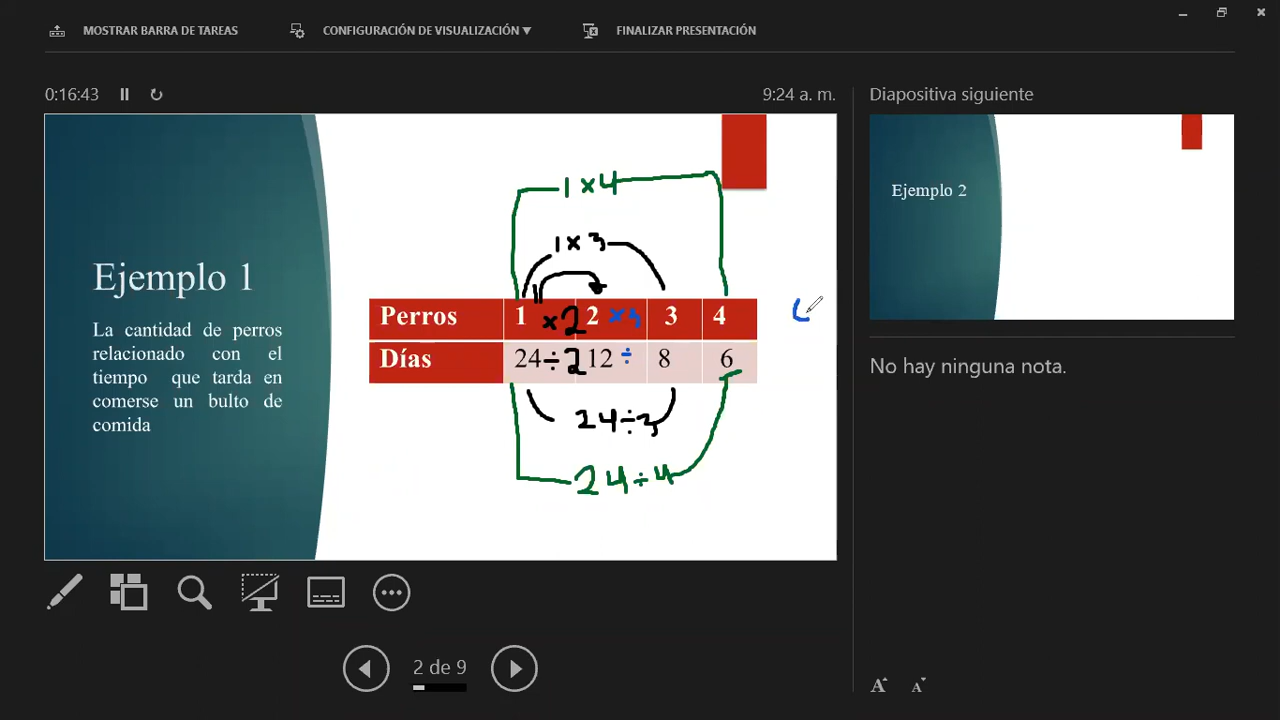 MOSTRAR BARRA DE TAREAS CONFIGURACIÓN DE VISUALIZACIÓN ▼ FINALIZAR PRESENTACIÓN
0:16:43 9:24 a. m.
Diapositiva siguiente
Ejemplo 1
La cantidad de perros
relacionado con el
tiempo que tarda en
comerse un bulto de
comida
1 x 4
1 x 3
Perros 1 x 2 2 x 3 3 4
Días 24 ÷ 2 12 ÷ 8 6
24 ÷ 3
24 ÷ 4
Ejemplo 2
No hay ninguna nota.
2 de 9
A A